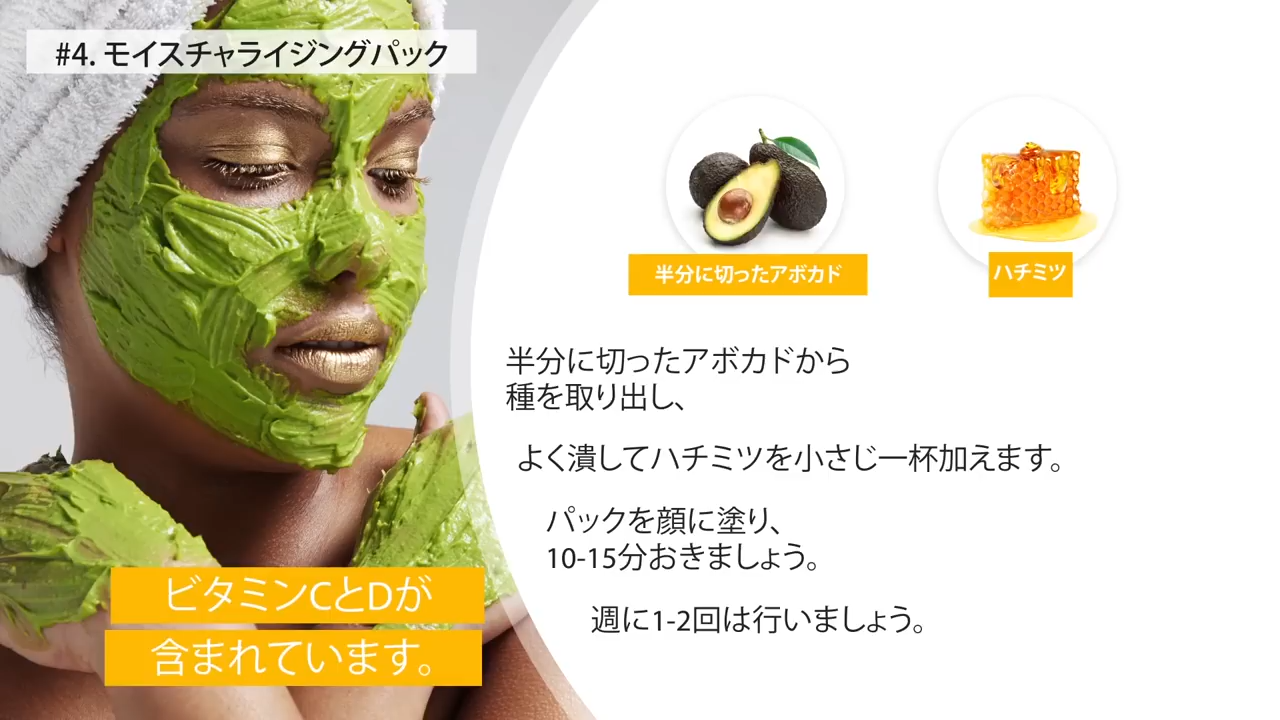 #4. モイスチャライジングパック
半分に切ったアボカド
ハチミツ
半分に切ったアボカドから
種を取り出し、
よく潰してハチミツを小さじ一杯加えます。
パックを顔に塗り、
10-15分おきましょう。
週に1-2回は行いましょう。
ビタミンCとDが
含まれています。